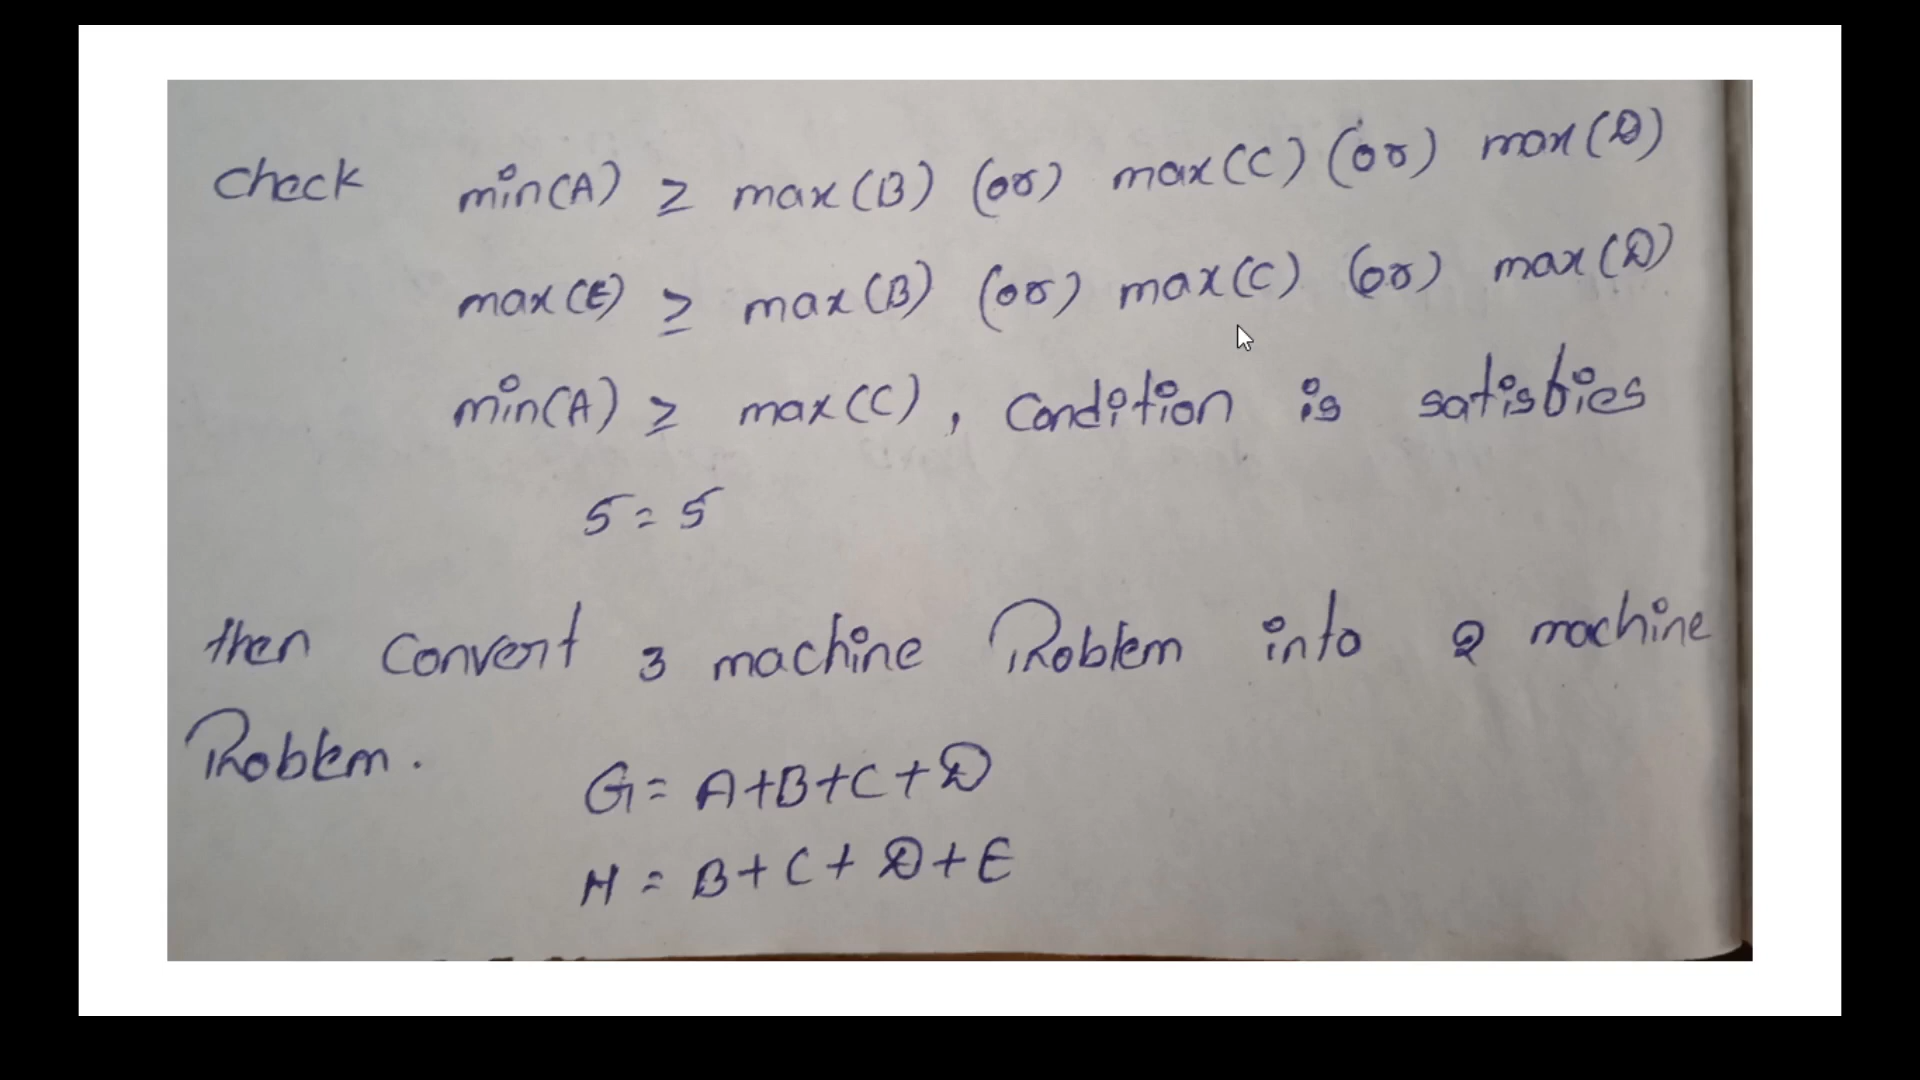 check min(A) ≥ max(B) (or) max(C) (or) max(D)
max(E) ≥ max(B) (or) max(C) (or) max(D)
min(A) ≥ max(C), Condition is satisfies
5 = 5
then Convert 3 machine Problem into 2 machine
Problem.
G = A+B+C+D
H = B+C+D+E